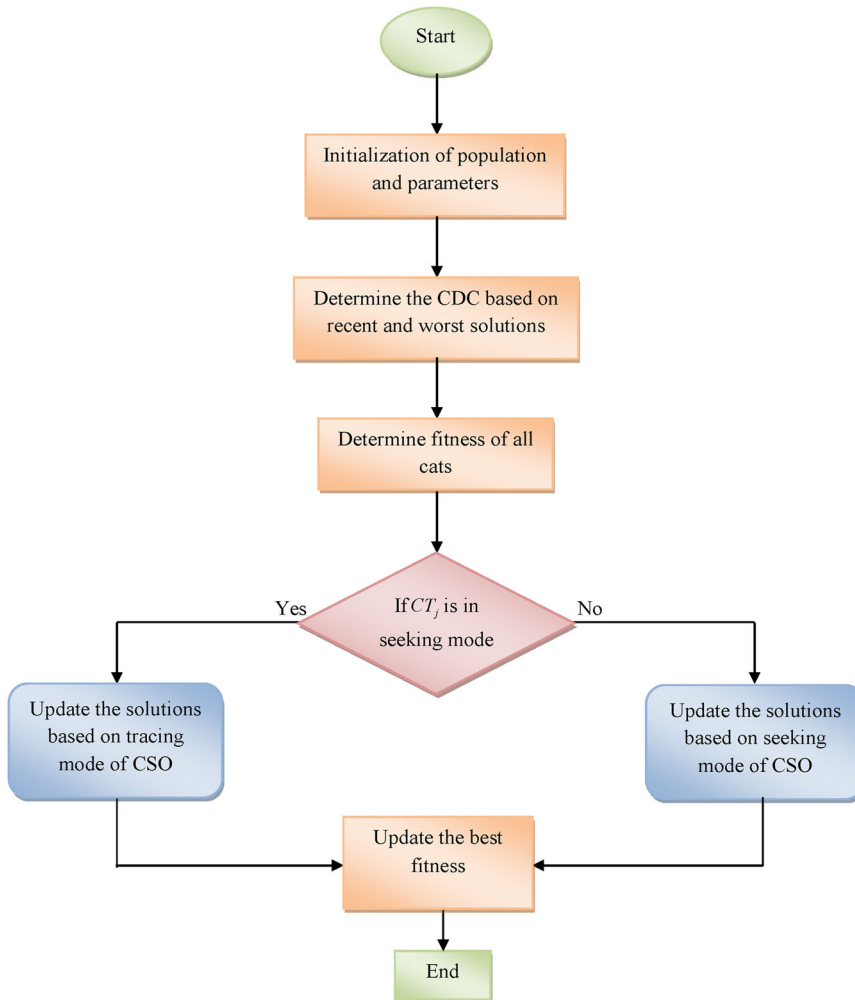 Start
Initialization of population
and parameters
Determine the CDC based on
recent and worst solutions
Determine fitness of all
cats
If CT_j is in
seeking mode
Yes
No
Update the solutions
based on tracing
mode of CSO
Update the solutions
based on seeking
mode of CSO
Update the best
fitness
End